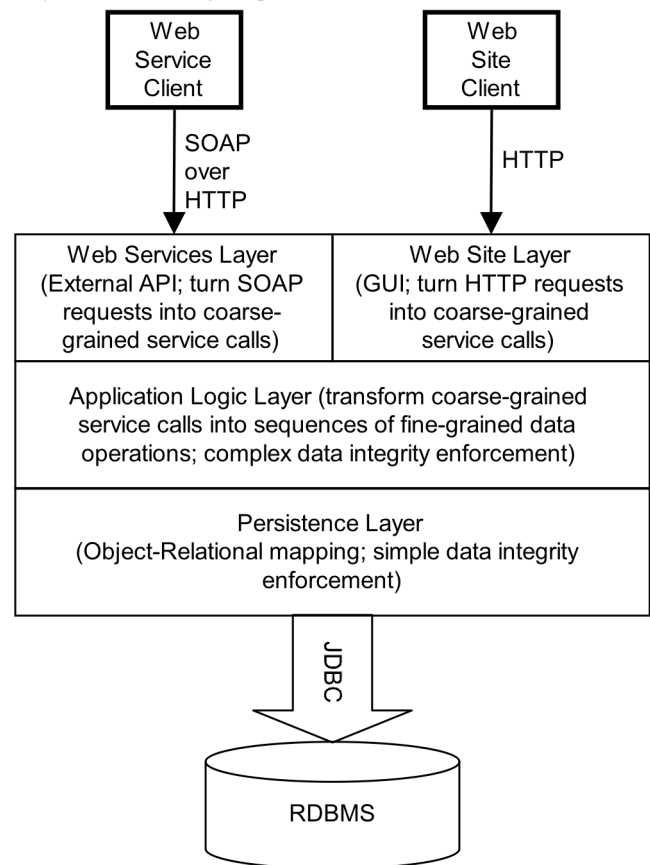 Web
Service
Client
Web
Site
Client
SOAP
over
HTTP
HTTP
Web Services Layer
(External API; turn SOAP
requests into coarse-
grained service calls)
Web Site Layer
(GUI; turn HTTP requests
into coarse-grained
service calls)
Application Logic Layer (transform coarse-grained
service calls into sequences of fine-grained data
operations; complex data integrity enforcement)
Persistence Layer
(Object-Relational mapping; simple data integrity
enforcement)
JDBC
RDBMS